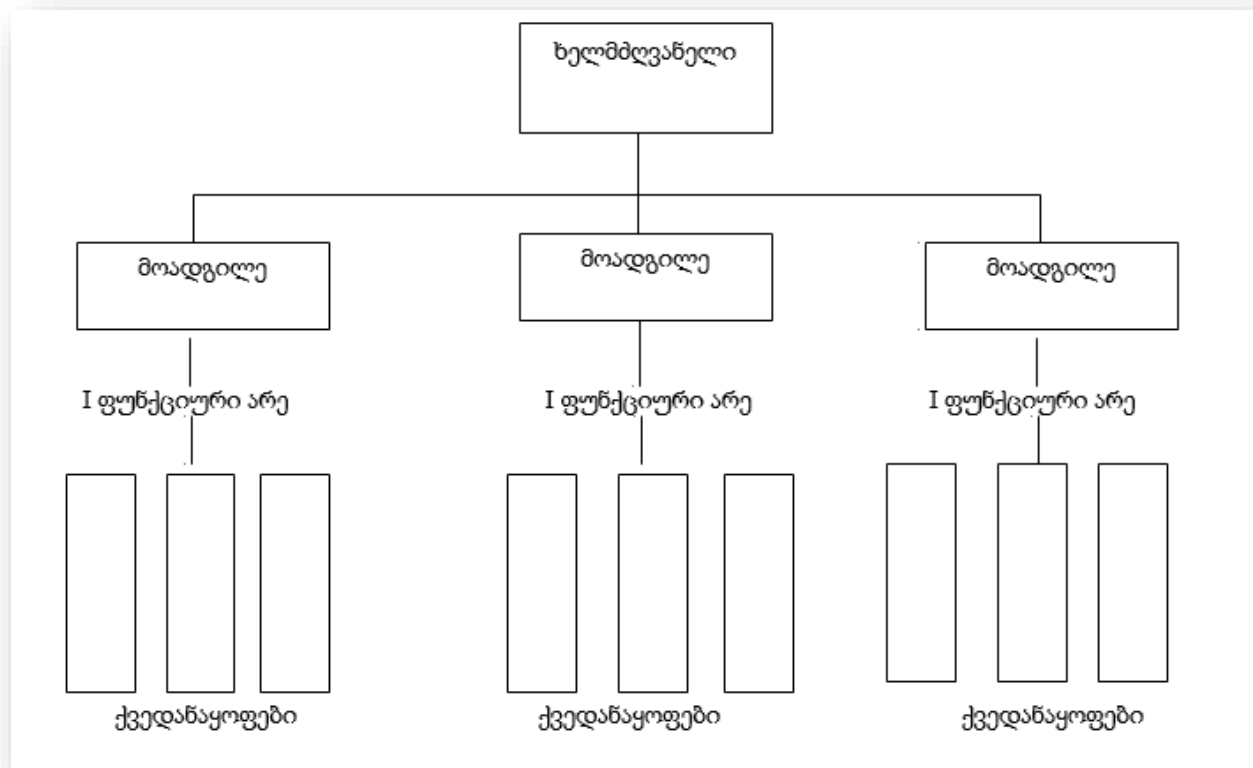 ხელმძღვანელი
მოადგილე
მოადგილე
მოადგილე
I ფუნქციური არე
I ფუნქციური არე
I ფუნქციური არე
ქვედანაყოფები
ქვედანაყოფები
ქვედანაყოფები